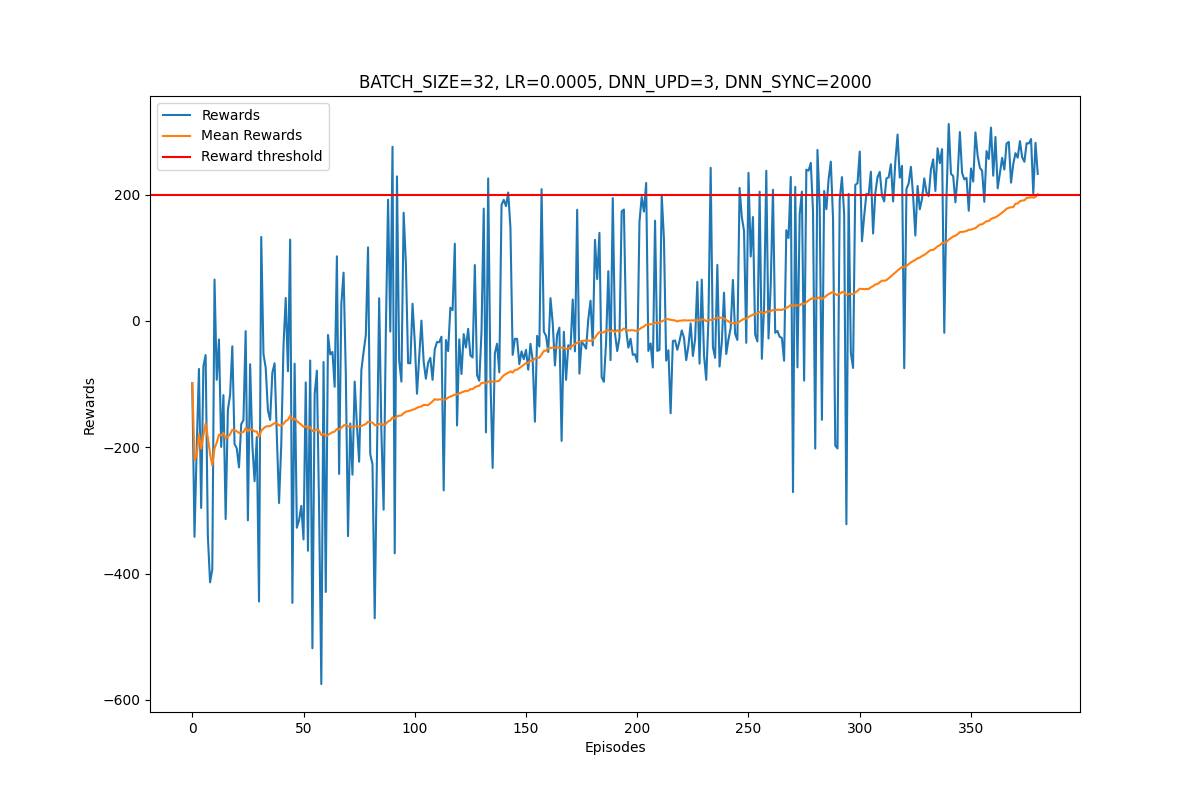 BATCH_SIZE=32, LR=0.0005, DNN_UPD=3, DNN_SYNC=2000
Rewards
Mean Rewards
Reward threshold
200
0
−200
−400
−600
Rewards
0 50 100 150 200 250 300 350
Episodes